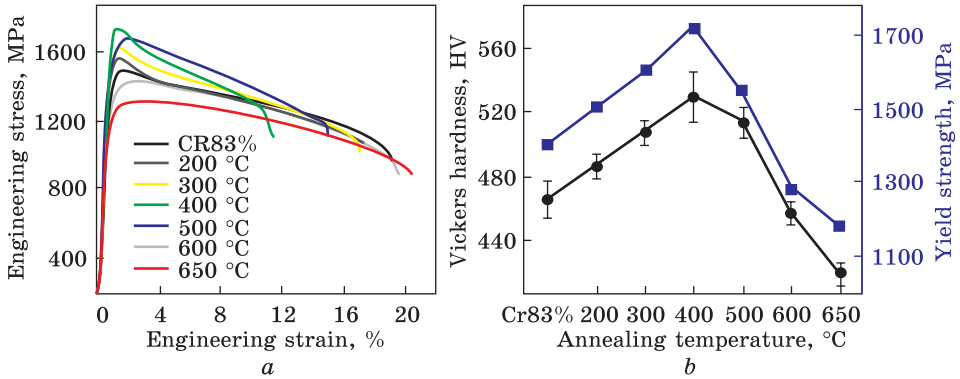 Engineering stress, MPa
1600
1200
800
400
CR83%
200 °C
300 °C
400 °C
500 °C
600 °C
650 °C
0 4 8 12 16 20
Engineering strain, %
a
Vickers hardness, HV
560
520
480
440
1700
1500
1300
1100
Yield strength, MPa
Cr83% 200 300 400 500 600 650
Annealing temperature, °C
b